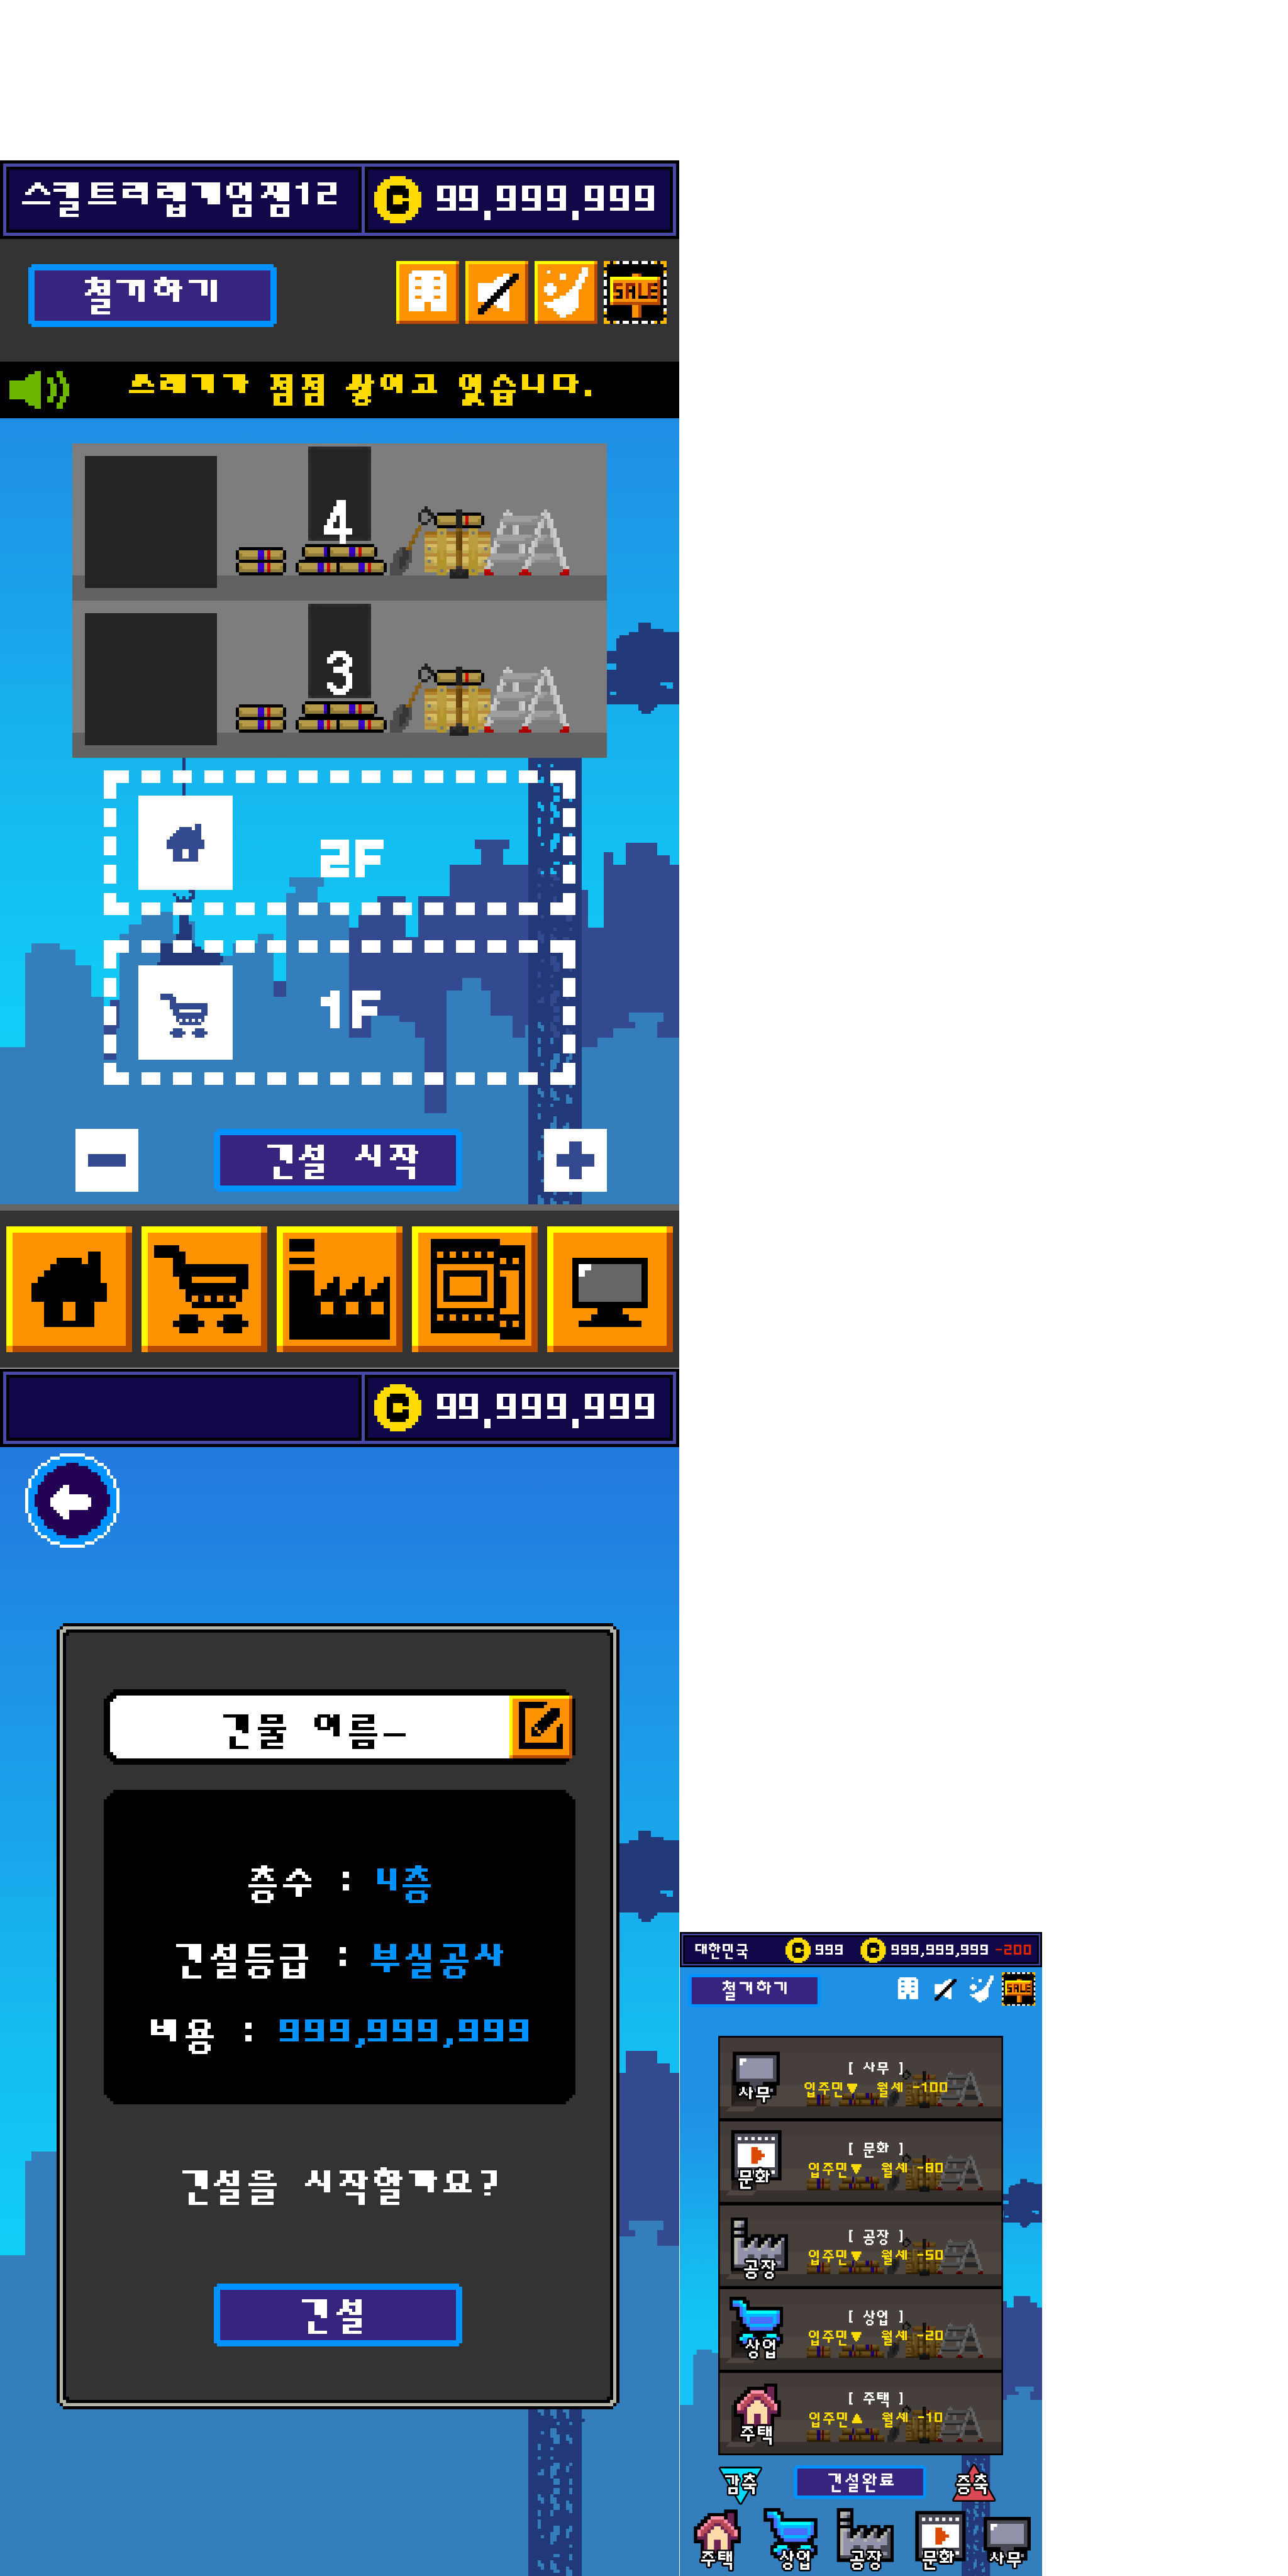 스킬트리랩게임잼12
C 99,999,999
철거하기
SALE
쓰레기가 점점 쌓이고 있습니다.
4
3
2F
1F
건설 시작
C 99,999,999
건물 이름_
층수 : 4층
건설등급 : 부실공사
비용 : 999,999,999
건설을 시작할까요?
건설
대한민국 C 999 C 999,999,999 -200
철거하기
SALE
[ 사무 ]
사무
입주민▼ 월세 -100
[ 문화 ]
문화
입주민▼ 월세 -80
[ 공장 ]
공장
입주민▼ 월세 -50
[ 상업 ]
상업
입주민▼ 월세 -20
[ 주택 ]
주택
입주민▲ 월세 -10
감축 건설완료 증축
주택 상업 공장 문화 사무